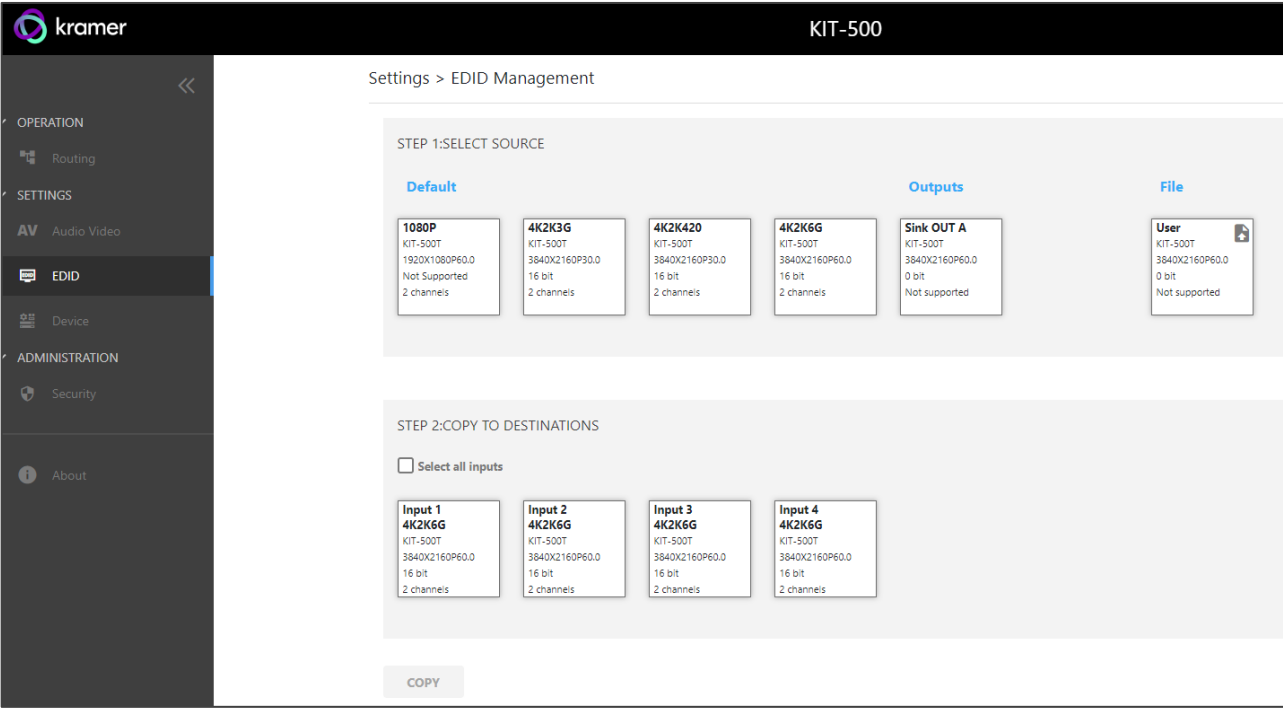 kramer
KIT-500
OPERATION
Routing
SETTINGS
AV Audio Video
EDID
Device
ADMINISTRATION
Security
About
Settings > EDID Management
STEP 1:SELECT SOURCE
Default
Outputs
File
1080P
KIT-500T
1920X1080P60.0
Not Supported
2 channels
4K2K3G
KIT-500T
3840X2160P30.0
16 bit
2 channels
4K2K420
KIT-500T
3840X2160P30.0
16 bit
2 channels
4K2K6G
KIT-500T
3840X2160P60.0
16 bit
2 channels
Sink OUT A
KIT-500T
3840X2160P60.0
0 bit
Not supported
User
KIT-500T
3840X2160P60.0
0 bit
Not supported
STEP 2:COPY TO DESTINATIONS
Select all inputs
Input 1
4K2K6G
KIT-500T
3840X2160P60.0
16 bit
2 channels
Input 2
4K2K6G
KIT-500T
3840X2160P60.0
16 bit
2 channels
Input 3
4K2K6G
KIT-500T
3840X2160P60.0
16 bit
2 channels
Input 4
4K2K6G
KIT-500T
3840X2160P60.0
16 bit
2 channels
COPY